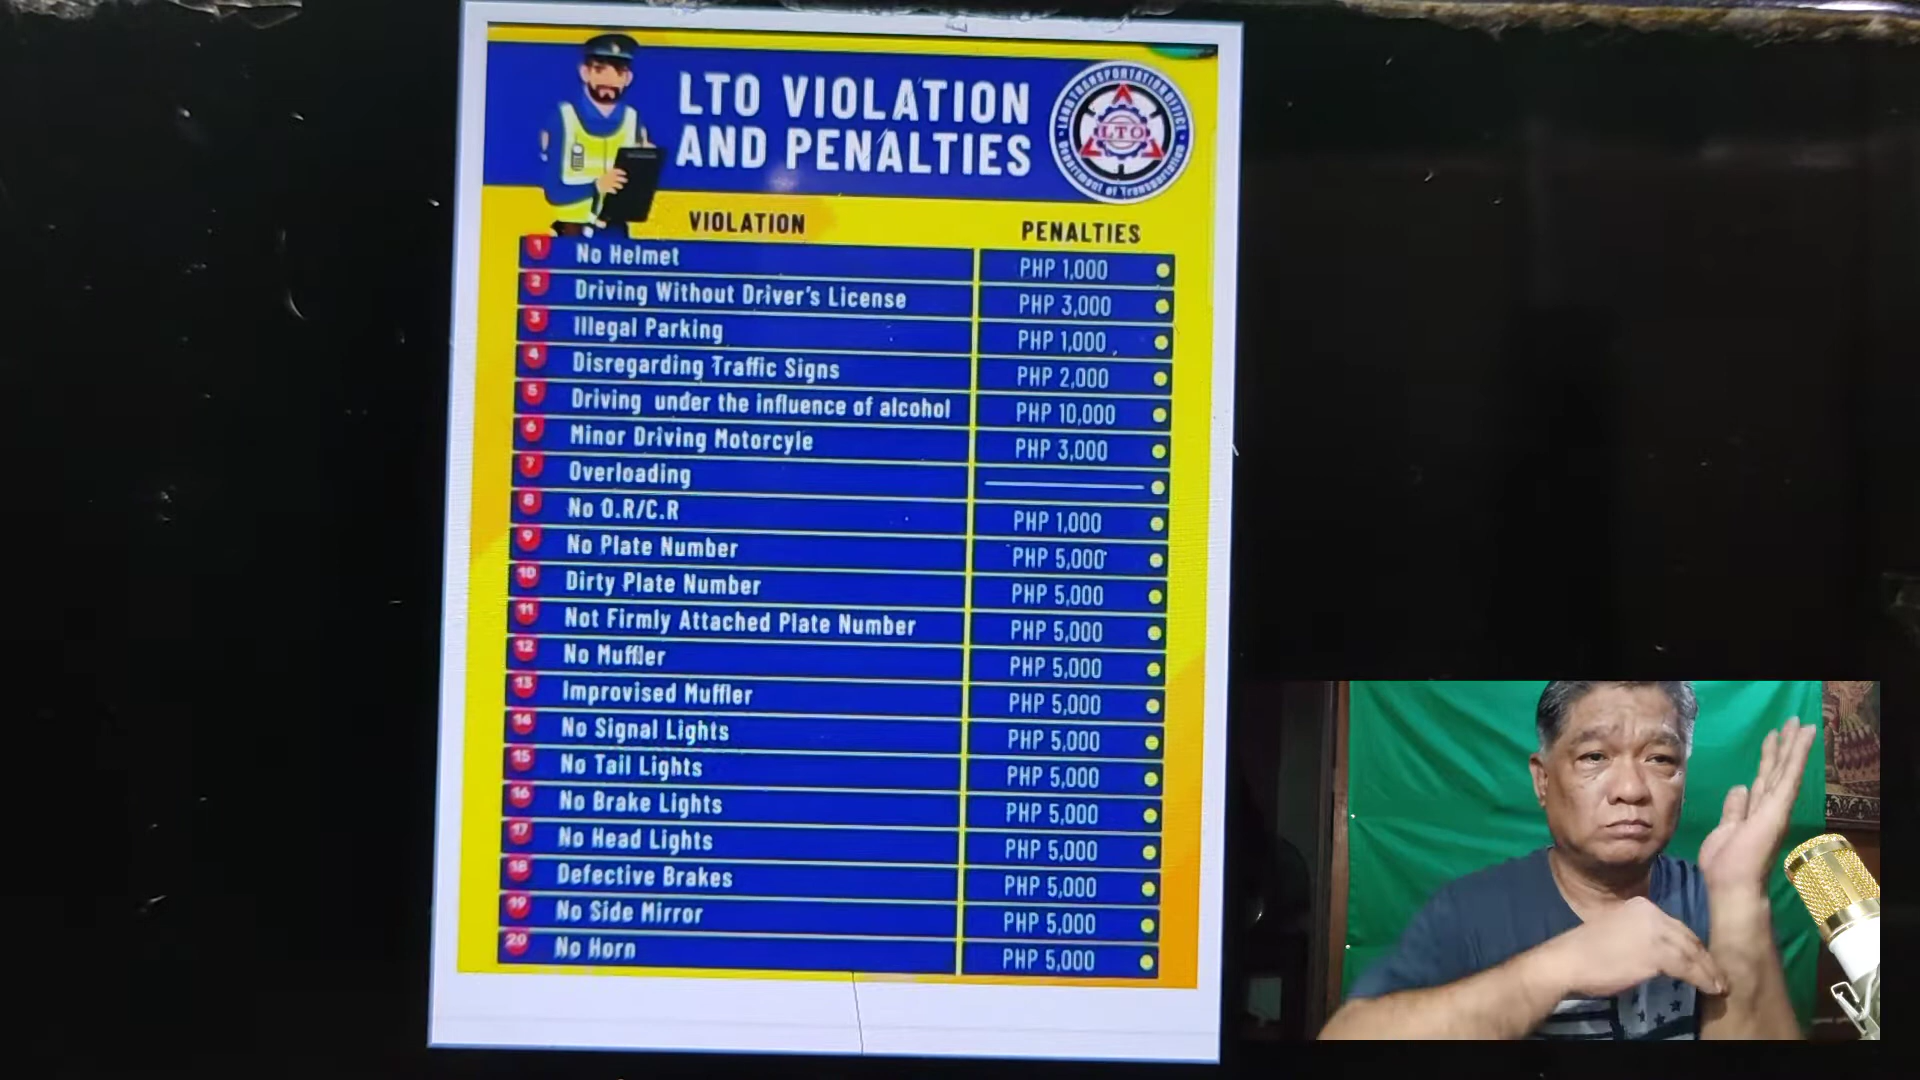 LTO VIOLATION
AND PENALTIES
LAND TRANSPORTATION OFFICE
LTO
Department of Transportation
VIOLATION PENALTIES
1 No Helmet PHP 1,000
2 Driving Without Driver's License PHP 3,000
3 Illegal Parking PHP 1,000
4 Disregarding Traffic Signs PHP 2,000
5 Driving under the influence of alcohol PHP 10,000
6 Minor Driving Motorcyle PHP 3,000
7 Overloading
8 No O.R/C.R PHP 1,000
9 No Plate Number PHP 5,000
10 Dirty Plate Number PHP 5,000
11 Not Firmly Attached Plate Number PHP 5,000
12 No Muffler PHP 5,000
13 Improvised Muffler PHP 5,000
14 No Signal Lights PHP 5,000
15 No Tail Lights PHP 5,000
16 No Brake Lights PHP 5,000
17 No Head Lights PHP 5,000
18 Defective Brakes PHP 5,000
19 No Side Mirror PHP 5,000
20 No Horn PHP 5,000